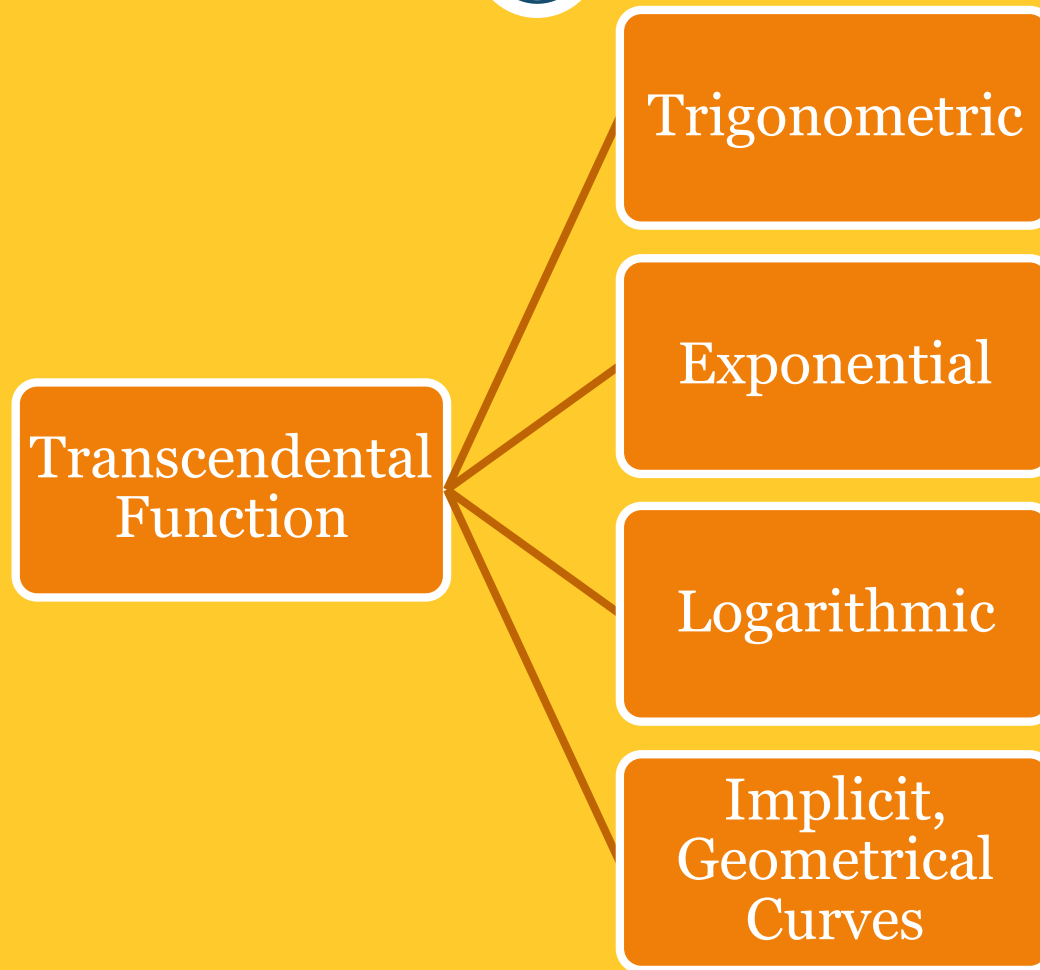 Transcendental
Function
Trigonometric
Exponential
Logarithmic
Implicit,
Geometrical
Curves